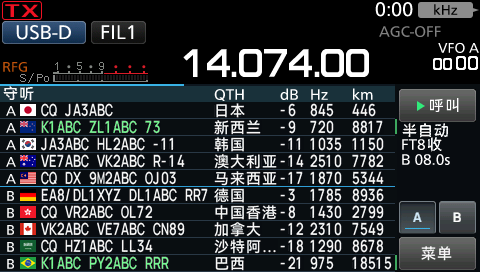 TX 0:00 kHz
USB-D FIL1 AGC-OFF
RFG 1 5 9 14.074.00 VFO A
S/Po 00 00
守听 QTH dB Hz km
A CQ JA3ABC 日本 -6 845 446
A K1ABC ZL1ABC 73 新西兰 -9 720 8817
A JA3ABC HL2ABC -11 韩国 -11 1035 1150
A VE7ABC VK2ABC R-14 澳大利亚 -14 2510 7782
A CQ DX 9M2ABC OJ03 马来西亚 -17 1870 5344
B EA8/DL1XYZ DL1ABC RR7 德国 -3 1785 8936
B CQ VR2ABC OL72 中国香港 -8 1430 2799
B VK2ABC VE7ABC CN89 加拿大 -12 2310 7549
B CQ HZ1ABC LL34 沙特阿... -18 1290 8678
B K1ABC PY2ABC RRR 巴西 -21 975 18515
呼叫
半自动
FT8收
B 08.0s
A B
菜单